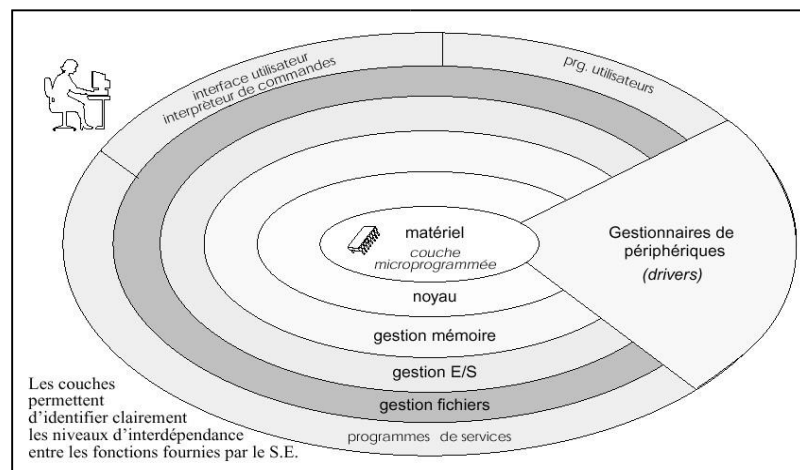 interface utilisateur
interprèteur de commandes
prg. utilisateurs
matériel
couche
microprogrammée
Gestionnaires de
périphériques
(drivers)
noyau
gestion mémoire
gestion E/S
gestion fichiers
programmes de services
Les couches
permettent
d'identifier clairement
les niveaux d'interdépendance
entre les fonctions fournies par le S.E.